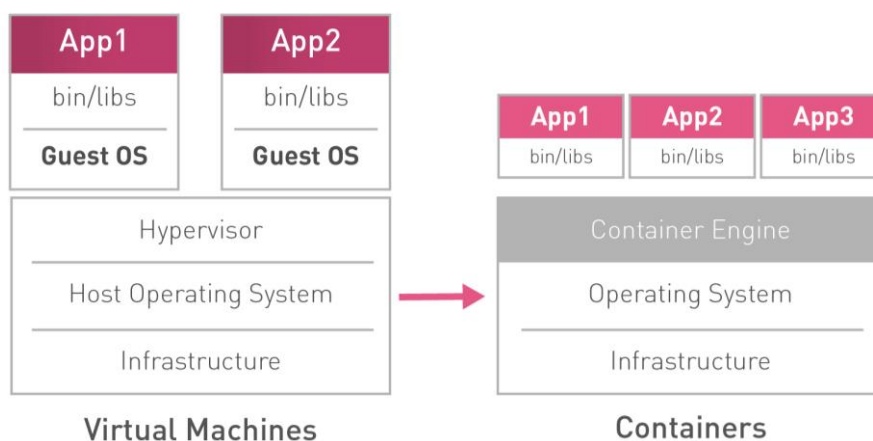 App1
bin/libs
Guest OS
App2
bin/libs
Guest OS
Hypervisor
Host Operating System
Infrastructure
Virtual Machines
App1
bin/libs
App2
bin/libs
App3
bin/libs
Container Engine
Operating System
Infrastructure
Containers